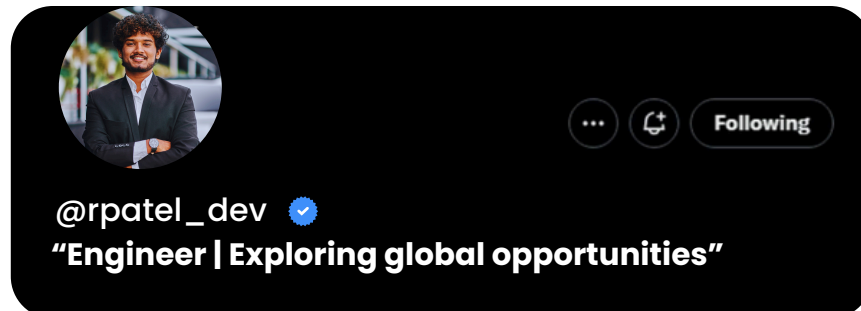 Following
@rpatel_dev
“Engineer | Exploring global opportunities”